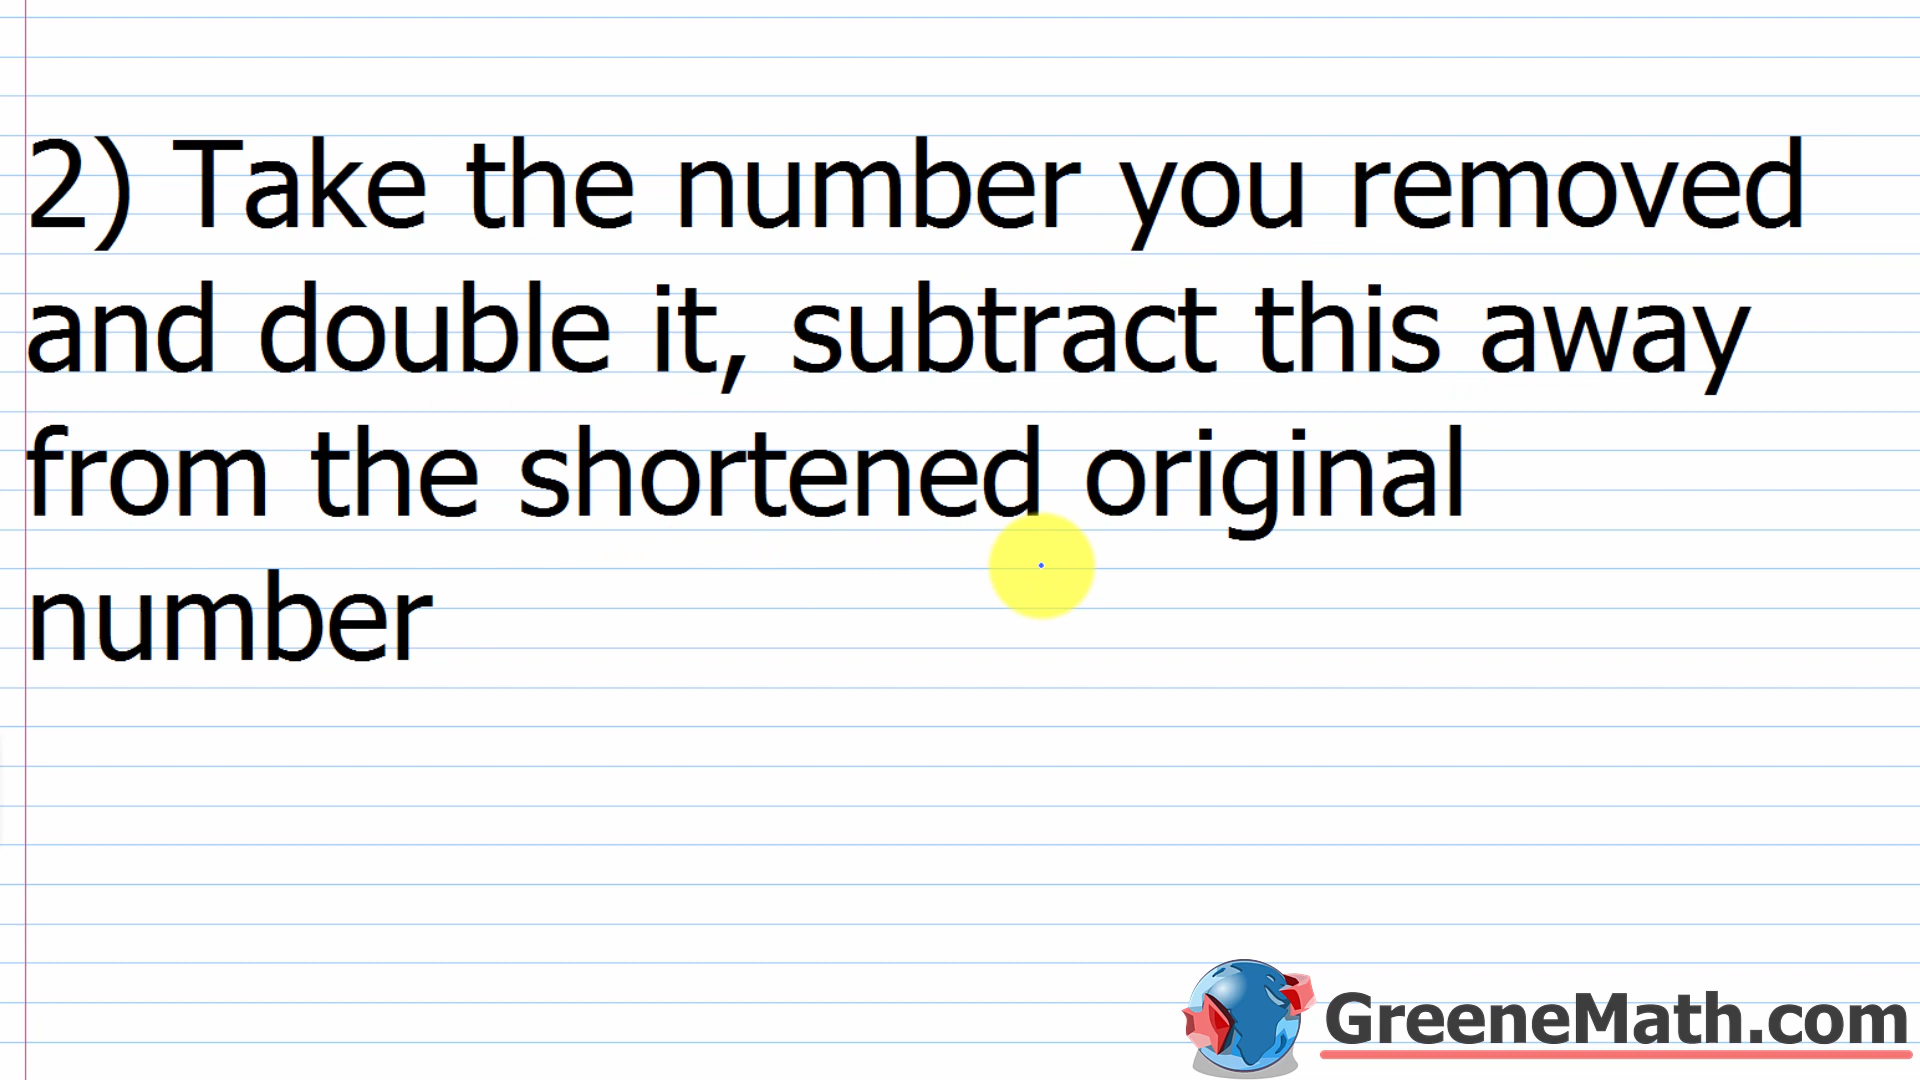 2) Take the number you removed
and double it, subtract this away
from the shortened original
number
GreeneMath.com